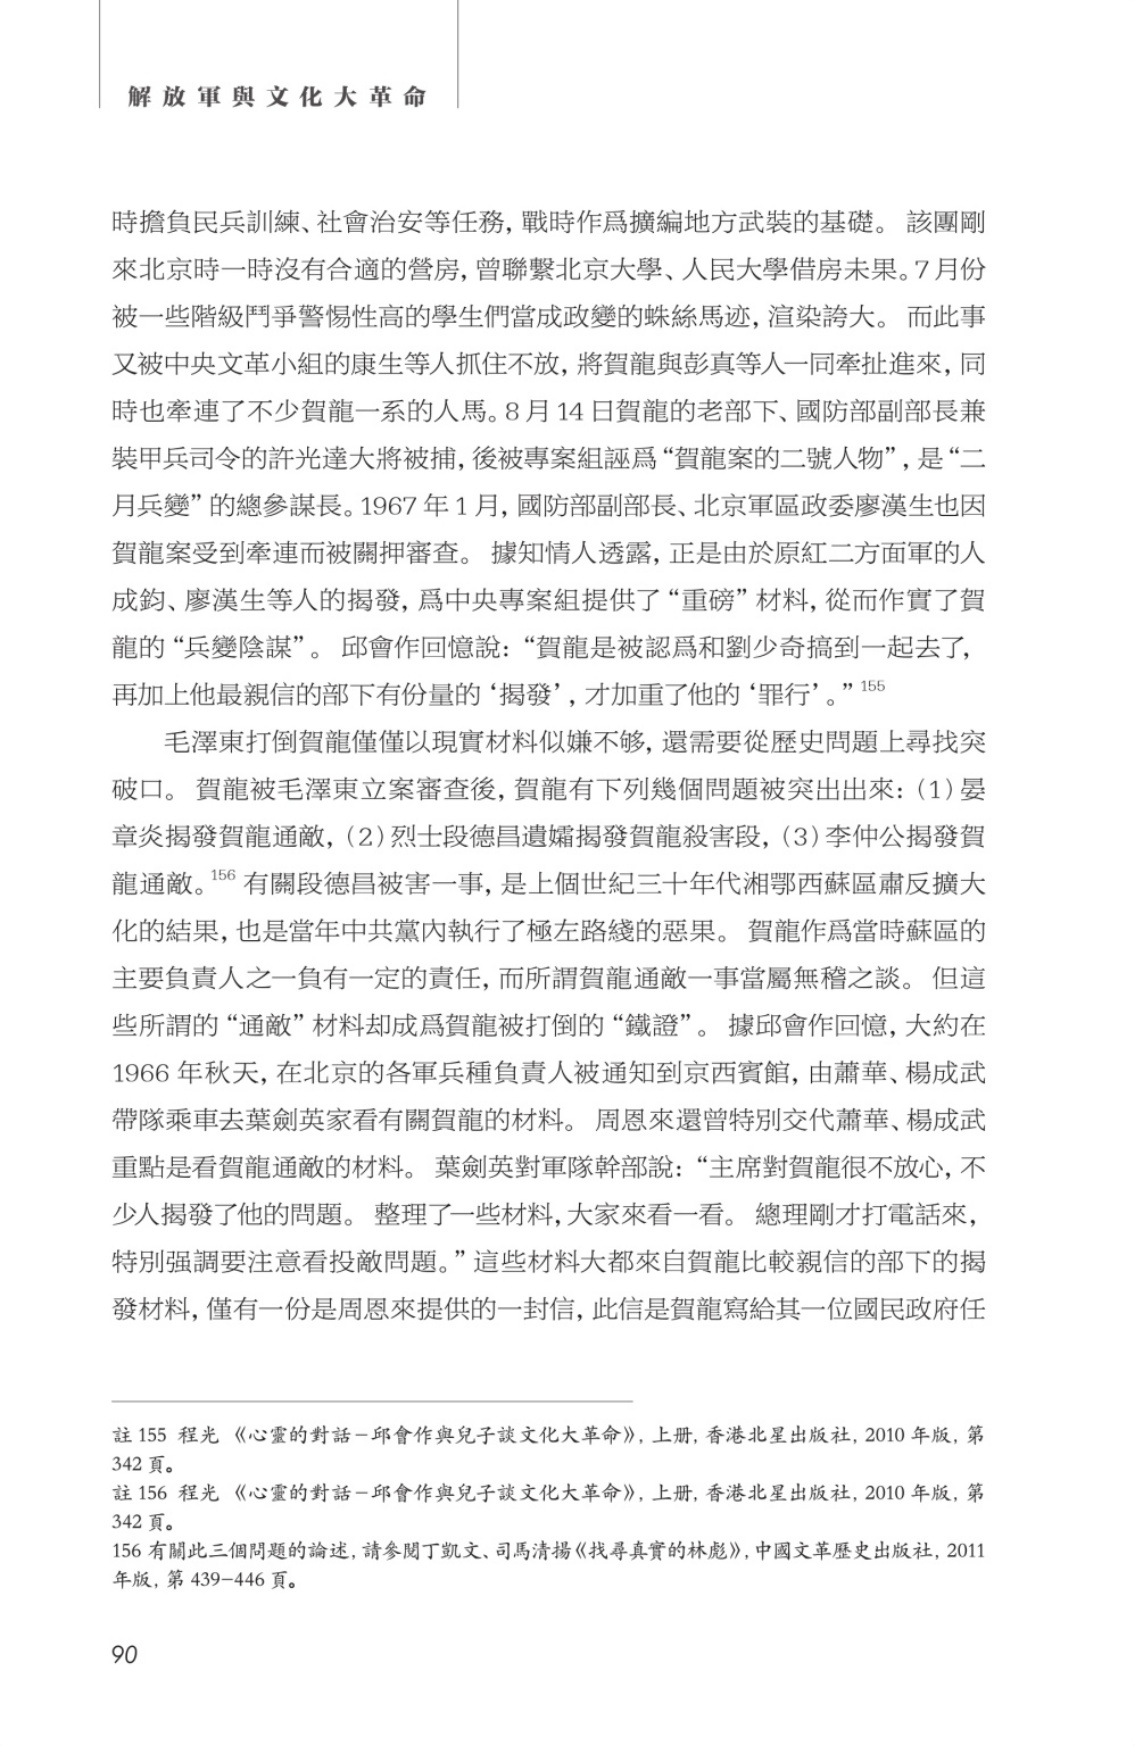 解放軍與文化大革命
時擔負民兵訓練、社會治安等任務，戰時作爲擴編地方武裝的基礎。 該團剛
來北京時一時沒有合適的營房，曾聯繫北京大學、人民大學借房未果。7月份
被一些階級鬥爭警惕性高的學生們當成政變的蛛絲馬迹，渲染誇大。 而此事
又被中央文革小組的康生等人抓住不放，將賀龍與彭真等人一同牽扯進來，同
時也牽連了不少賀龍一系的人馬。8月14日賀龍的老部下、國防部副部長兼
裝甲兵司令的許光達大將被捕，後被專案組誣爲“賀龍案的二號人物”，是“二
月兵變”的總參謀長。1967年1月，國防部副部長、北京軍區政委廖漢生也因
賀龍案受到牽連而被關押審查。 據知情人透露，正是由於原紅二方面軍的人
成鈞、廖漢生等人的揭發，爲中央專案組提供了“重磅”材料，從而作實了賀
龍的“兵變陰謀”。 邱會作回憶說：“賀龍是被認爲和劉少奇搞到一起去了，
再加上他最親信的部下有份量的‘揭發’，才加重了他的‘罪行’。”155
毛澤東打倒賀龍僅僅以現實材料似嫌不够，還需要從歷史問題上尋找突
破口。 賀龍被毛澤東立案審查後，賀龍有下列幾個問題被突出出來：(1)晏
章炎揭發賀龍通敵，(2)烈士段德昌遺孀揭發賀龍殺害段，(3)李仲公揭發賀
龍通敵。156 有關段德昌被害一事，是上個世紀三十年代湘鄂西蘇區肅反擴大
化的結果，也是當年中共黨內執行了極左路綫的惡果。 賀龍作爲當時蘇區的
主要負責人之一負有一定的責任，而所謂賀龍通敵一事當屬無稽之談。 但這
些所謂的“通敵”材料却成爲賀龍被打倒的“鐵證”。 據邱會作回憶，大約在
1966年秋天，在北京的各軍兵種負責人被通知到京西賓館，由蕭華、楊成武
帶隊乘車去葉劍英家看有關賀龍的材料。 周恩來還曾特別交代蕭華、楊成武
重點是看賀龍通敵的材料。 葉劍英對軍隊幹部說：“主席對賀龍很不放心，不
少人揭發了他的問題。 整理了一些材料，大家來看一看。 總理剛才打電話來，
特別强調要注意看投敵問題。”這些材料大都來自賀龍比較親信的部下的揭
發材料，僅有一份是周恩來提供的一封信，此信是賀龍寫給其一位國民政府任
註 155 程光《心靈的對話－邱會作與兒子談文化大革命》，上册，香港北星出版社，2010年版，第
342頁。
註 156 程光《心靈的對話－邱會作與兒子談文化大革命》，上册，香港北星出版社，2010年版，第
342頁。
156 有關此三個問題的論述，請參閱丁凱文、司馬清揚《找尋真實的林彪》，中國文革歷史出版社，2011
年版，第 439－446 頁。
90